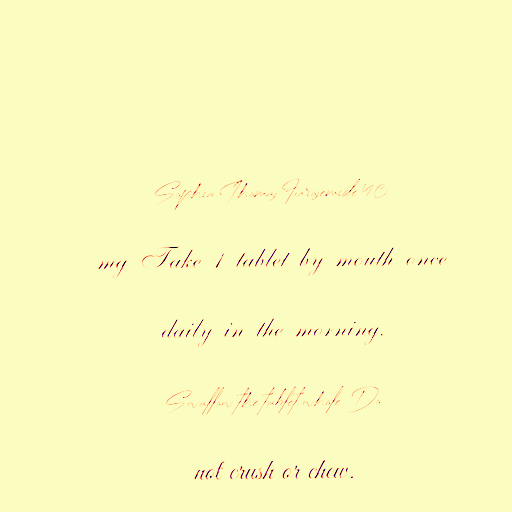 Sophia Thomas Furosemide 40
mg Take 1 tablet by mouth once
daily in the morning.
Swallow the tablet whole. Do
not crush or chew.